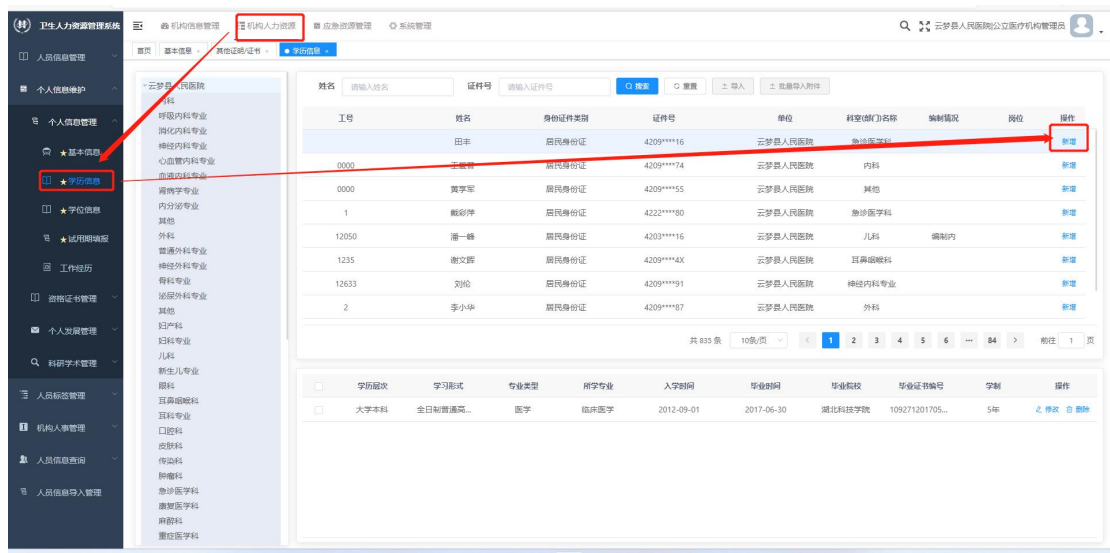 卫生人力资源管理系统 机构信息管理 机构人力资源 应急资源管理 系统管理 云梦县人民医院|公立医疗机构管理员
首页 基本信息 × 其他证明/证书 × 学历信息 ×
人员信息管理
个人信息维护
个人信息管理
★基本信息
★学历信息
★学位信息
★试用期填报
工作经历
资格证书管理
个人发展管理
科研学术管理
人员标签管理
机构人事管理
人员信息查询
人员信息导入管理
云梦县人民医院
内科
呼吸内科专业
消化内科专业
神经内科专业
心血管内科专业
血液内科专业
肾病学专业
内分泌专业
其他
外科
普通外科专业
神经外科专业
骨科专业
泌尿外科专业
其他
妇产科
妇科专业
儿科
新生儿专业
眼科
耳鼻咽喉科
耳科专业
口腔科
皮肤科
传染科
肿瘤科
急诊医学科
康复医学科
麻醉科
重症医学科
姓名 请输入姓名 证件号 请输入证件号 搜索 重置 导入 批量导入附件
工号 姓名 身份证件类别 证件号 单位 科室(部门)名称 编制情况 岗位 操作
田丰 居民身份证 4209****16 云梦县人民医院 急诊医学科 新增
0000 居民身份证 4209****74 云梦县人民医院 内科 新增
0000 黄享军 居民身份证 4209****55 云梦县人民医院 其他 新增
1 戴彩萍 居民身份证 4222****80 云梦县人民医院 急诊医学科 新增
12050 潘一峰 居民身份证 4203****16 云梦县人民医院 儿科 编制内 新增
1235 谢文晖 居民身份证 4209****4X 云梦县人民医院 耳鼻咽喉科 新增
12633 刘伦 居民身份证 4209****91 云梦县人民医院 神经内科专业 新增
2 李小华 居民身份证 4209****87 云梦县人民医院 外科 新增
共 835 条 10条/页 < 1 2 3 4 5 6 ··· 84 > 前往 1 页
学历层次 学习形式 专业类型 所学专业 入学时间 毕业时间 毕业院校 毕业证书编号 学制 操作
大学本科 全日制普通高... 医学 临床医学 2012-09-01 2017-06-30 湖北科技学院 109271201705... 5年 修改 删除